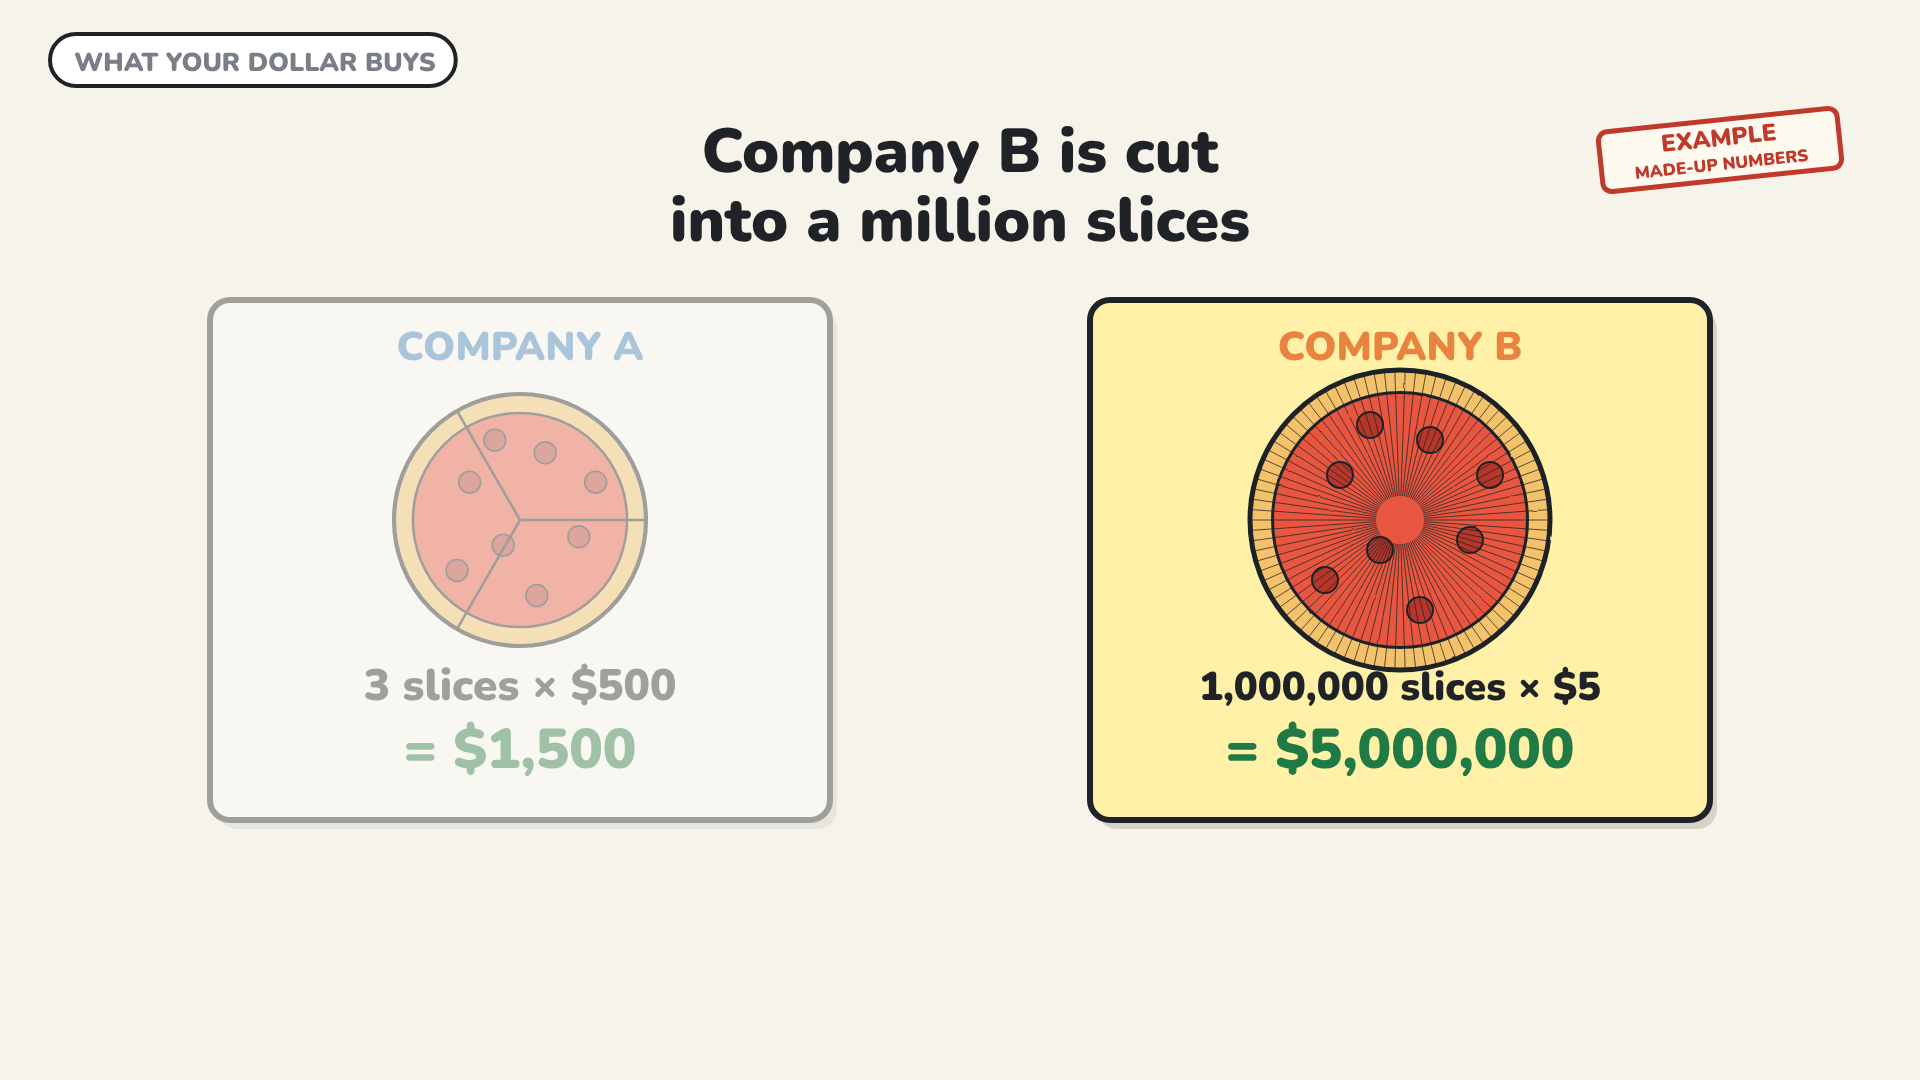 WHAT YOUR DOLLAR BUYS
Company B is cut
into a million slices
EXAMPLE
MADE-UP NUMBERS
COMPANY A
3 slices × $500
= $1,500
COMPANY B
1,000,000 slices × $5
= $5,000,000